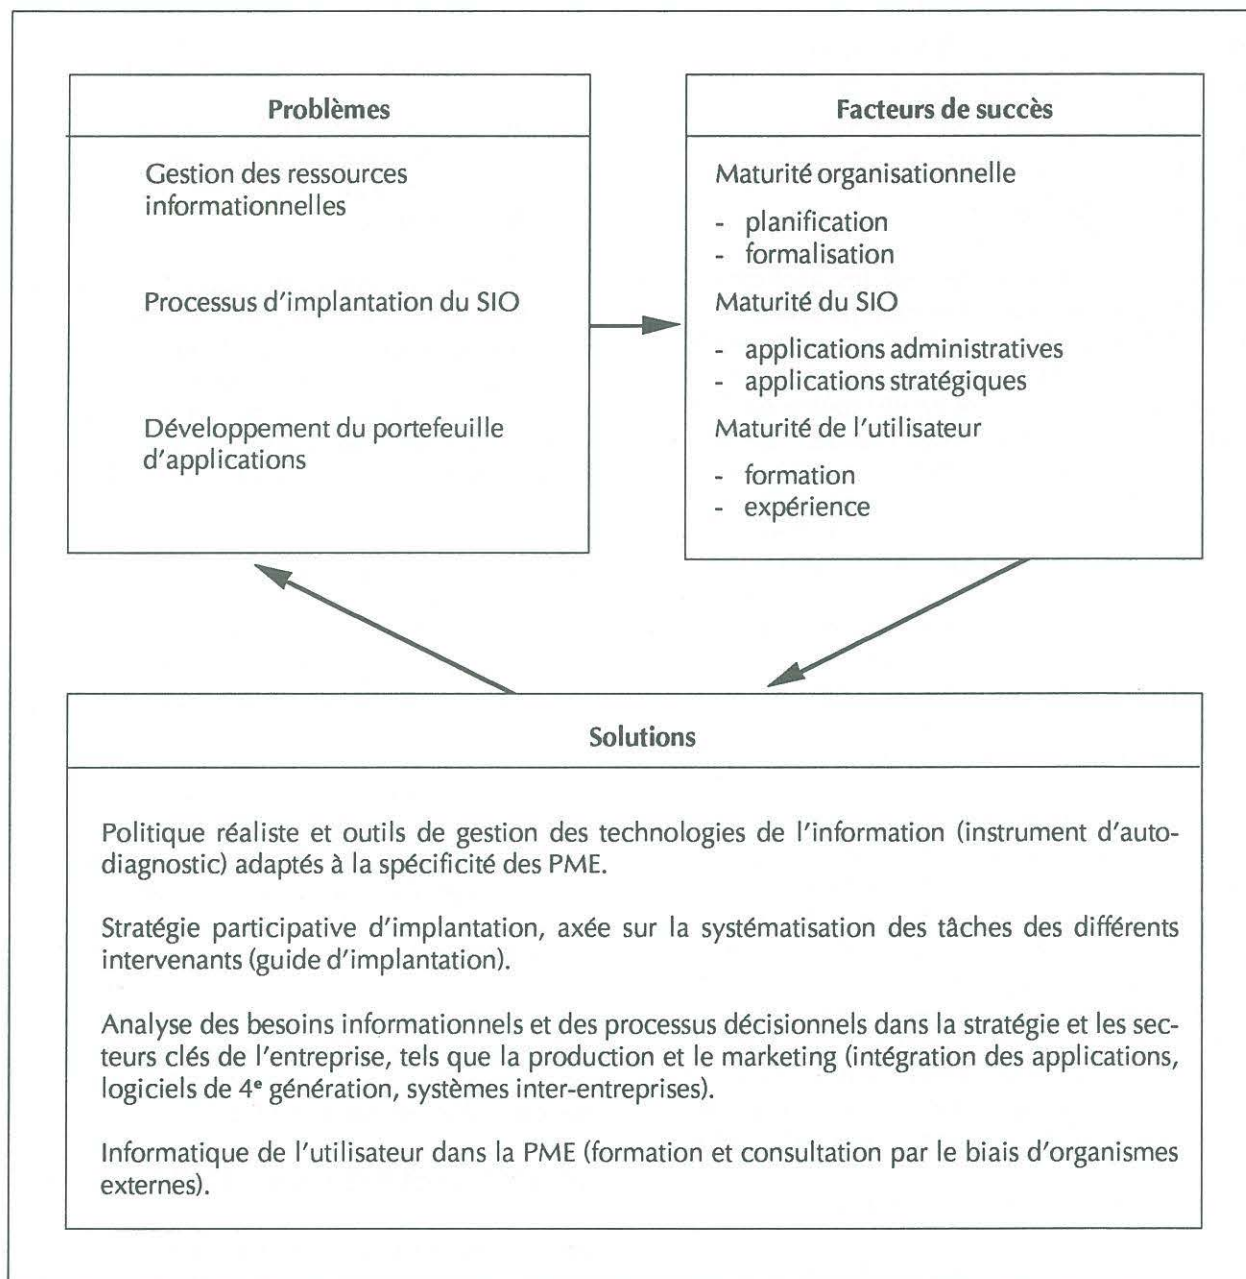 Problèmes
Gestion des ressources
informationnelles
Processus d'implantation du SIO
Développement du portefeuille
d'applications
Facteurs de succès
Maturité organisationnelle
- planification
- formalisation
Maturité du SIO
- applications administratives
- applications stratégiques
Maturité de l'utilisateur
- formation
- expérience
Solutions
Politique réaliste et outils de gestion des technologies de l'information (instrument d'auto-
diagnostic) adaptés à la spécificité des PME.
Stratégie participative d'implantation, axée sur la systématisation des tâches des différents
intervenants (guide d'implantation).
Analyse des besoins informationnels et des processus décisionnels dans la stratégie et les sec-
teurs clés de l'entreprise, tels que la production et le marketing (intégration des applications,
logiciels de 4e génération, systèmes inter-entreprises).
Informatique de l'utilisateur dans la PME (formation et consultation par le biais d'organismes
externes).